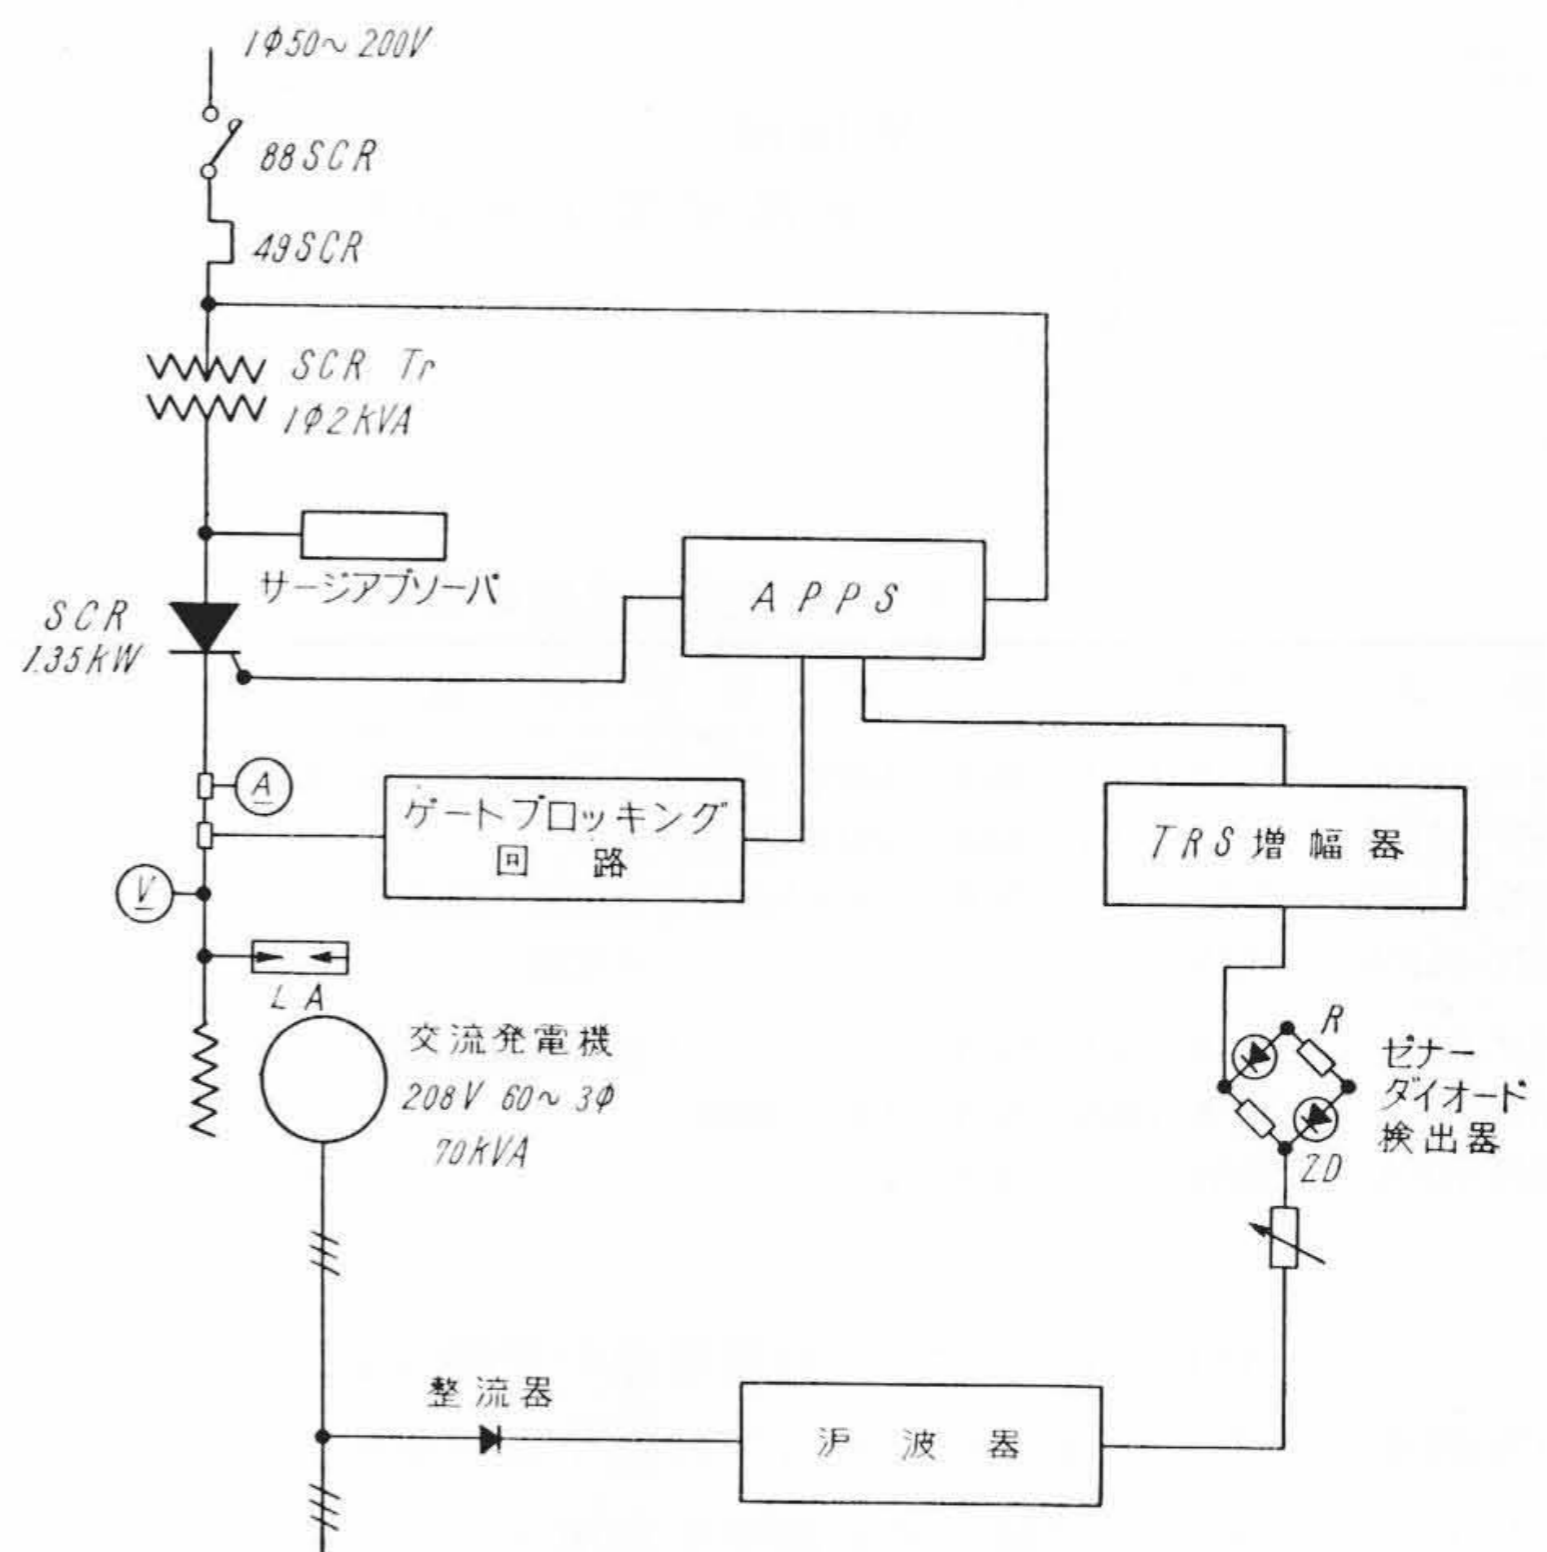 1φ50~200V
88SCR
49SCR
SCR Tr
1φ2KVA
サージアブソーバ
SCR
1.35kW
APPS
A
ゲートブロッキング
回路
TRS増幅器
V
LA
交流発電機
208V 60~3φ
70kVA
R
ゼナー
ダイオード
検出器
ZD
整流器
沪波器